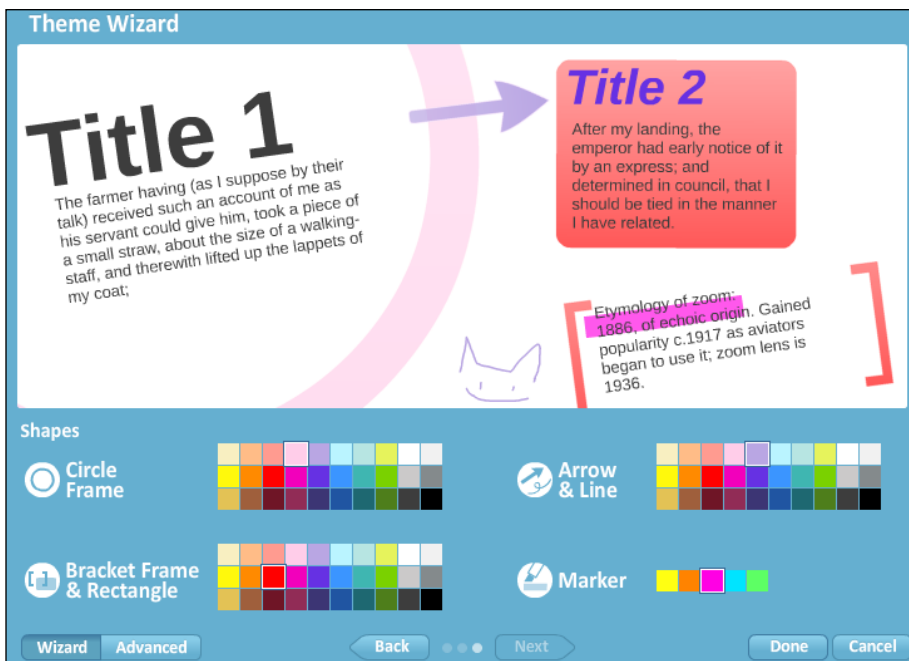 Theme Wizard
Title 1
The farmer having (as I suppose by their
talk) received such an account of me as
his servant could give him, took a piece of
a small straw, about the size of a walking-
staff, and therewith lifted up the lappets of
my coat;
Title 2
After my landing, the
emperor had early notice of it
by an express; and
determined in council, that I
should be tied in the manner
I have related.
Etymology of zoom:
1886, of echoic origin. Gained
popularity c.1917 as aviators
began to use it; zoom lens is
1936.
Shapes
Circle
Frame
Arrow
& Line
Bracket Frame
& Rectangle
Marker
Wizard
Advanced
Back
Next
Done
Cancel